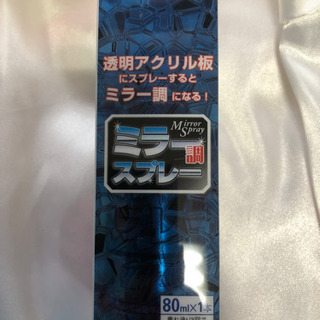 透明アクリル板
にスプレーすると
ミラー調になる!
Mirror
Spray
ミラー調
スプレー
80ml×1本